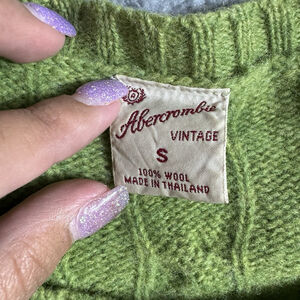 Abercrombie
VINTAGE
S
100% WOOL
MADE IN THAILAND